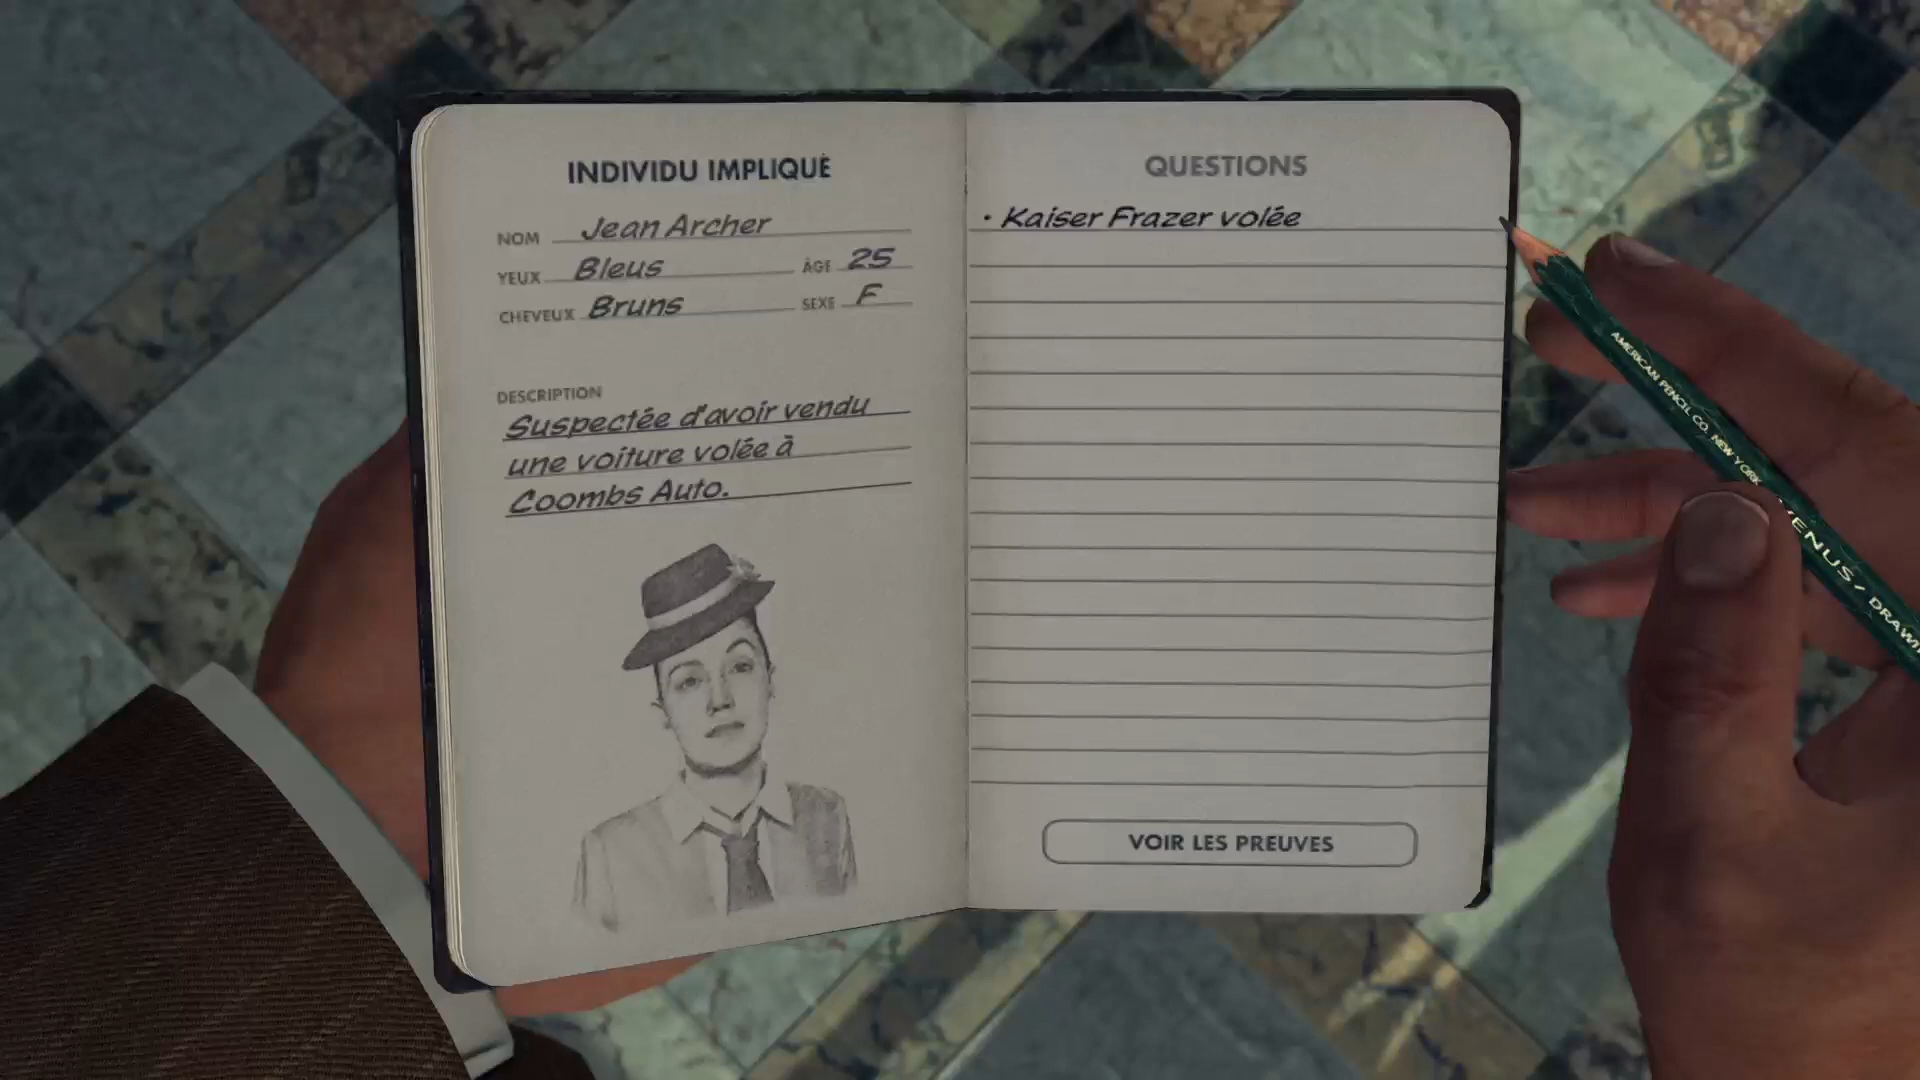 INDIVIDU IMPLIQUÉ
NOM Jean Archer
YEUX Bleus ÂGE 25
CHEVEUX Bruns SEXE F
DESCRIPTION
Suspectée d'avoir vendu
une voiture volée à
Coombs Auto.
QUESTIONS
• Kaiser Frazer volée
VOIR LES PREUVES
AMERICAN PENCIL CO. NEW YORK